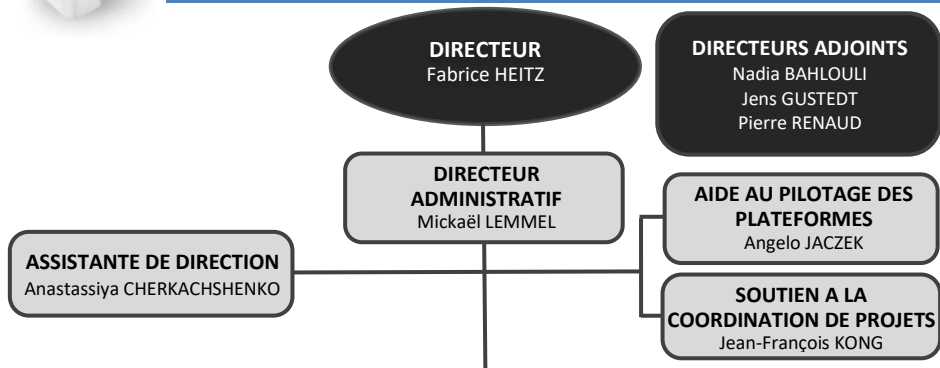 DIRECTEUR
Fabrice HEITZ
DIRECTEURS ADJOINTS
Nadia BAHLOULI
Jens GUSTEDT
Pierre RENAUD
DIRECTEUR
ADMINISTRATIF
Mickaël LEMMEL
AIDE AU PILOTAGE DES
PLATEFORMES
Angelo JACZEK
ASSISTANTE DE DIRECTION
Anastassiya CHERKACHSHENKO
SOUTIEN A LA
COORDINATION DE PROJETS
Jean-François KONG